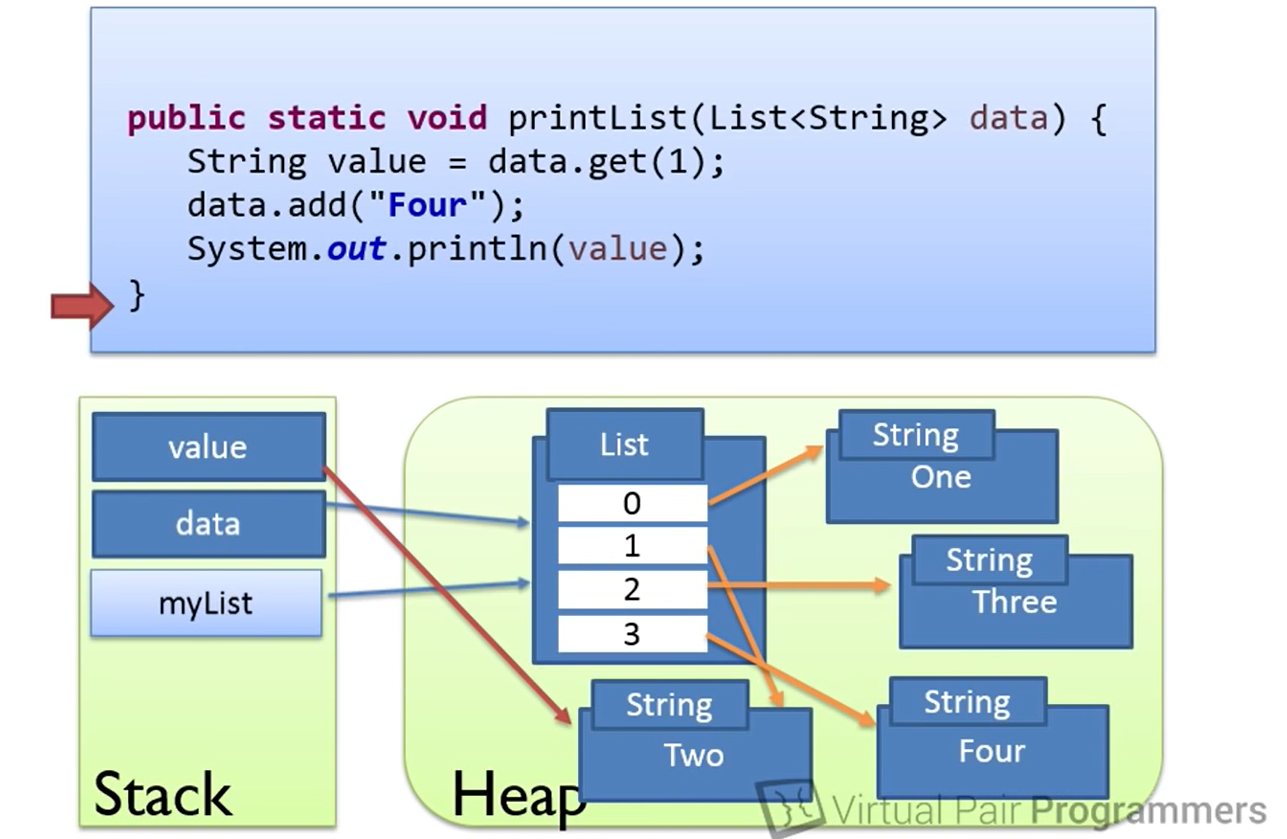 public static void printList(List<String> data) {
String value = data.get(1);
data.add("Four");
System.out.println(value);
}
value
data
myList
Stack
List
0
1
2
3
String
One
String
Three
String
Two
String
Four
Heap
Virtual Pair Programmers